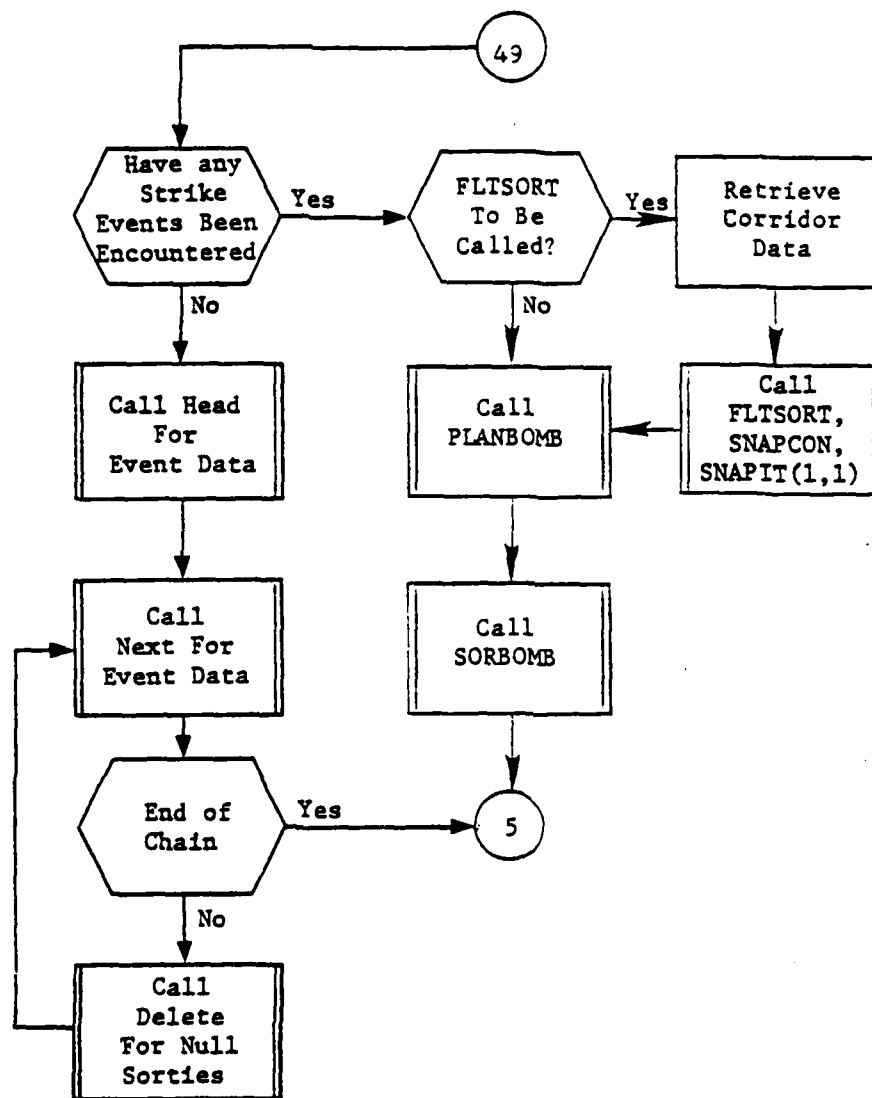 49
Have any
Strike
Events Been
Encountered
Yes
FLTSORT
To Be
Called?
Yes
Retrieve
Corridor
Data
No
No
Call Head
For
Event Data
Call
PLANBOMB
Call
FLTSORT,
SNAPCON,
SNAPIT(1,1)
Call
Next For
Event Data
Call
SORBOMB
End of
Chain
Yes
5
No
Call
Delete
For Null
Sorties